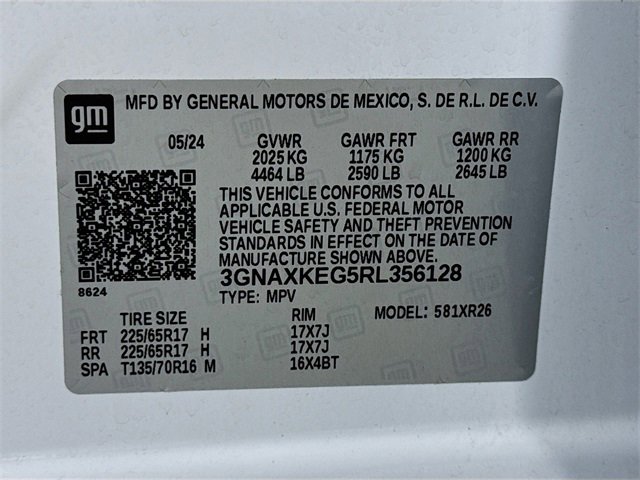 gm MFD BY GENERAL MOTORS DE MEXICO, S. DE R.L. DE C.V.
05/24 GVWR GAWR FRT GAWR RR
2025 KG 1175 KG 1200 KG
4464 LB 2590 LB 2645 LB
THIS VEHICLE CONFORMS TO ALL
APPLICABLE U.S. FEDERAL MOTOR
VEHICLE SAFETY AND THEFT PREVENTION
STANDARDS IN EFFECT ON THE DATE OF
MANUFACTURE SHOWN ABOVE.
3GNAXKEG5RL356128
8624 TYPE: MPV
TIRE SIZE RIM MODEL: 581XR26
FRT 225/65R17 H 17X7J
RR 225/65R17 H 17X7J
SPA T135/70R16 M 16X4BT